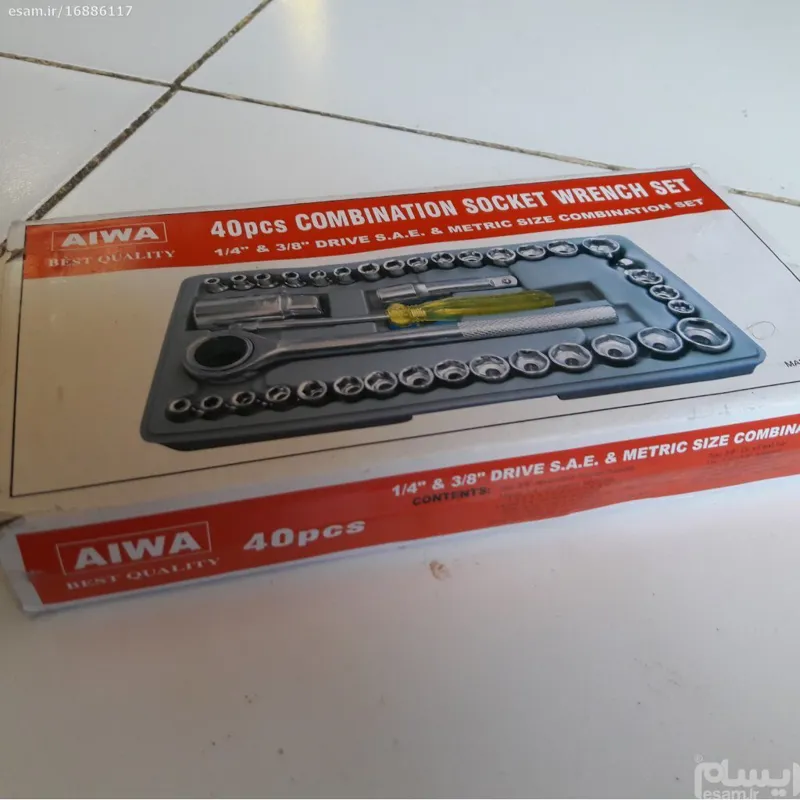 esam.ir/16886117
AIWA
BEST QUALITY
40pcs COMBINATION SOCKET WRENCH SET
1/4" & 3/8" DRIVE S.A.E. & METRIC SIZE COMBINATION SET
AIWA
BEST QUALITY
40pcs
1/4" & 3/8" DRIVE S.A.E. & METRIC SIZE COMBINA
CONTENTS:
ایسام
esam.ir